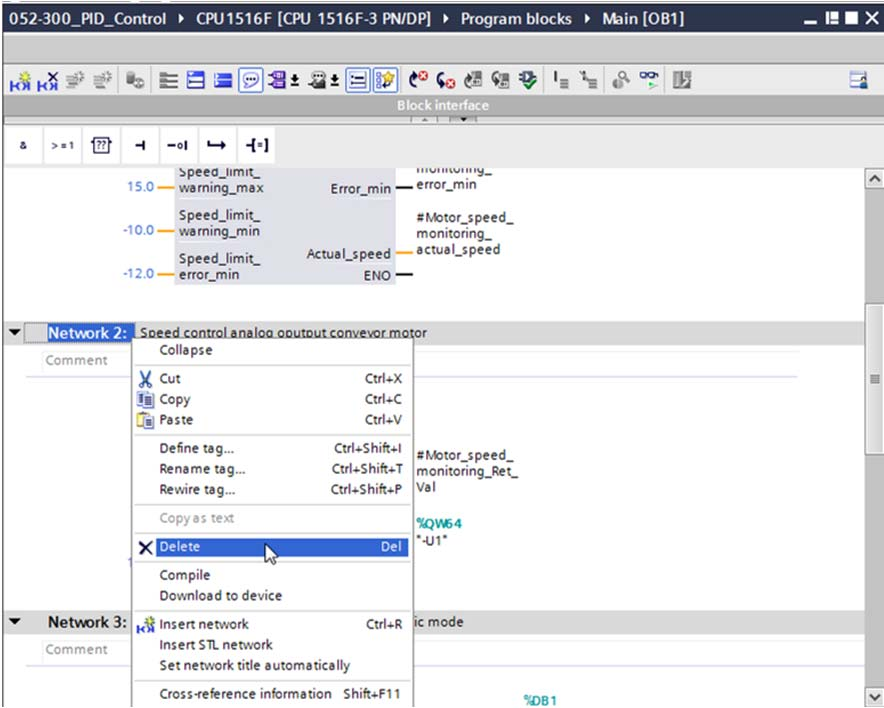 052-300_PID_Control ▸ CPU1516F [CPU 1516F-3 PN/DP] ▸ Program blocks ▸ Main [OB1]
Block interface
& >=1 ??
Speed_limit_
15.0 warning_max Error_min error_min
Speed_limit_ #Motor_speed_
-10.0 warning_min monitoring_
Actual_speed actual_speed
Speed_limit_
-12.0 error_min ENO
Network 2: Speed control analog oputput conveyor motor
Comment
Collapse
Cut Ctrl+X
Copy Ctrl+C
Paste Ctrl+V
Define tag... Ctrl+Shift+I
Rename tag... Ctrl+Shift+T
Rewire tag... Ctrl+Shift+P
Copy as text
Delete Del
Compile
Download to device
Insert network Ctrl+R
Insert STL network
Set network title automatically
Cross-reference information Shift+F11
#Motor_speed_
monitoring_Ret_
Val
%QW64
"-U1"
Network 3: ic mode
Comment
%DB1